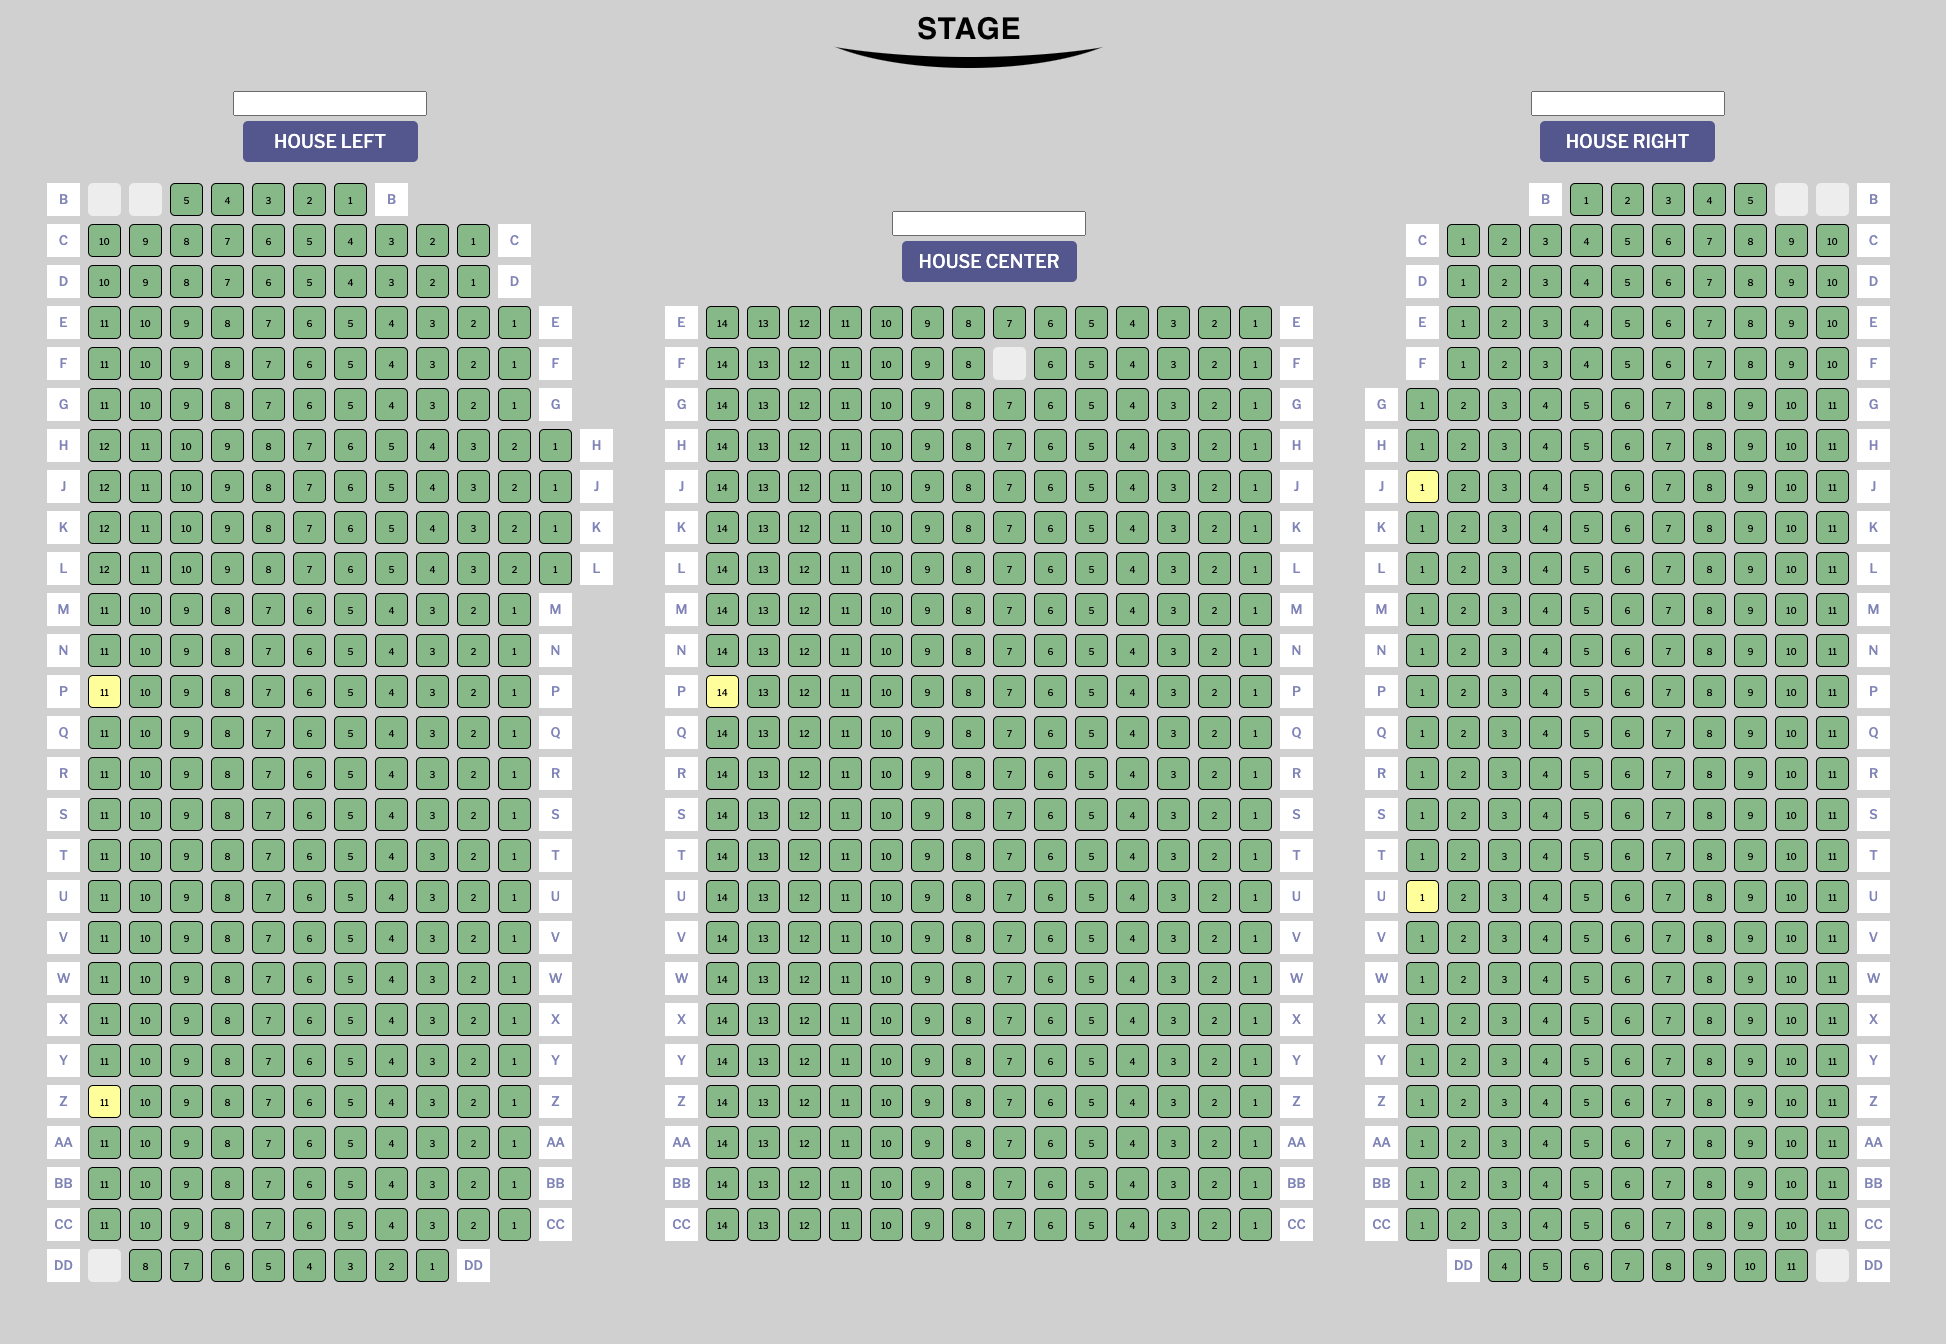 STAGE
HOUSE LEFT
HOUSE RIGHT
B 5 4 3 2 1 B
B 1 2 3 4 5 B
C 10 9 8 7 6 5 4 3 2 1 C
C 1 2 3 4 5 6 7 8 9 10 C
HOUSE CENTER
D 10 9 8 7 6 5 4 3 2 1 D
D 1 2 3 4 5 6 7 8 9 10 D
E 11 10 9 8 7 6 5 4 3 2 1 E E 14 13 12 11 10 9 8 7 6 5 4 3 2 1 E E 1 2 3 4 5 6 7 8 9 10 E
F 11 10 9 8 7 6 5 4 3 2 1 F F 14 13 12 11 10 9 8 6 5 4 3 2 1 F F 1 2 3 4 5 6 7 8 9 10 F
G 11 10 9 8 7 6 5 4 3 2 1 G G 14 13 12 11 10 9 8 7 6 5 4 3 2 1 G G 1 2 3 4 5 6 7 8 9 10 11 G
H 12 11 10 9 8 7 6 5 4 3 2 1 H H 14 13 12 11 10 9 8 7 6 5 4 3 2 1 H H 1 2 3 4 5 6 7 8 9 10 11 H
J 12 11 10 9 8 7 6 5 4 3 2 1 J J 14 13 12 11 10 9 8 7 6 5 4 3 2 1 J J 1 2 3 4 5 6 7 8 9 10 11 J
K 12 11 10 9 8 7 6 5 4 3 2 1 K K 14 13 12 11 10 9 8 7 6 5 4 3 2 1 K K 1 2 3 4 5 6 7 8 9 10 11 K
L 12 11 10 9 8 7 6 5 4 3 2 1 L L 14 13 12 11 10 9 8 7 6 5 4 3 2 1 L L 1 2 3 4 5 6 7 8 9 10 11 L
M 11 10 9 8 7 6 5 4 3 2 1 M M 14 13 12 11 10 9 8 7 6 5 4 3 2 1 M M 1 2 3 4 5 6 7 8 9 10 11 M
N 11 10 9 8 7 6 5 4 3 2 1 N N 14 13 12 11 10 9 8 7 6 5 4 3 2 1 N N 1 2 3 4 5 6 7 8 9 10 11 N
P 11 10 9 8 7 6 5 4 3 2 1 P P 14 13 12 11 10 9 8 7 6 5 4 3 2 1 P P 1 2 3 4 5 6 7 8 9 10 11 P
Q 11 10 9 8 7 6 5 4 3 2 1 Q Q 14 13 12 11 10 9 8 7 6 5 4 3 2 1 Q Q 1 2 3 4 5 6 7 8 9 10 11 Q
R 11 10 9 8 7 6 5 4 3 2 1 R R 14 13 12 11 10 9 8 7 6 5 4 3 2 1 R R 1 2 3 4 5 6 7 8 9 10 11 R
S 11 10 9 8 7 6 5 4 3 2 1 S S 14 13 12 11 10 9 8 7 6 5 4 3 2 1 S S 1 2 3 4 5 6 7 8 9 10 11 S
T 11 10 9 8 7 6 5 4 3 2 1 T T 14 13 12 11 10 9 8 7 6 5 4 3 2 1 T T 1 2 3 4 5 6 7 8 9 10 11 T
U 11 10 9 8 7 6 5 4 3 2 1 U U 14 13 12 11 10 9 8 7 6 5 4 3 2 1 U U 1 2 3 4 5 6 7 8 9 10 11 U
V 11 10 9 8 7 6 5 4 3 2 1 V V 14 13 12 11 10 9 8 7 6 5 4 3 2 1 V V 1 2 3 4 5 6 7 8 9 10 11 V
W 11 10 9 8 7 6 5 4 3 2 1 W W 14 13 12 11 10 9 8 7 6 5 4 3 2 1 W W 1 2 3 4 5 6 7 8 9 10 11 W
X 11 10 9 8 7 6 5 4 3 2 1 X X 14 13 12 11 10 9 8 7 6 5 4 3 2 1 X X 1 2 3 4 5 6 7 8 9 10 11 X
Y 11 10 9 8 7 6 5 4 3 2 1 Y Y 14 13 12 11 10 9 8 7 6 5 4 3 2 1 Y Y 1 2 3 4 5 6 7 8 9 10 11 Y
Z 11 10 9 8 7 6 5 4 3 2 1 Z Z 14 13 12 11 10 9 8 7 6 5 4 3 2 1 Z Z 1 2 3 4 5 6 7 8 9 10 11 Z
AA 11 10 9 8 7 6 5 4 3 2 1 AA AA 14 13 12 11 10 9 8 7 6 5 4 3 2 1 AA AA 1 2 3 4 5 6 7 8 9 10 11 AA
BB 11 10 9 8 7 6 5 4 3 2 1 BB BB 14 13 12 11 10 9 8 7 6 5 4 3 2 1 BB BB 1 2 3 4 5 6 7 8 9 10 11 BB
CC 11 10 9 8 7 6 5 4 3 2 1 CC CC 14 13 12 11 10 9 8 7 6 5 4 3 2 1 CC CC 1 2 3 4 5 6 7 8 9 10 11 CC
DD 8 7 6 5 4 3 2 1 DD
DD 4 5 6 7 8 9 10 11 DD